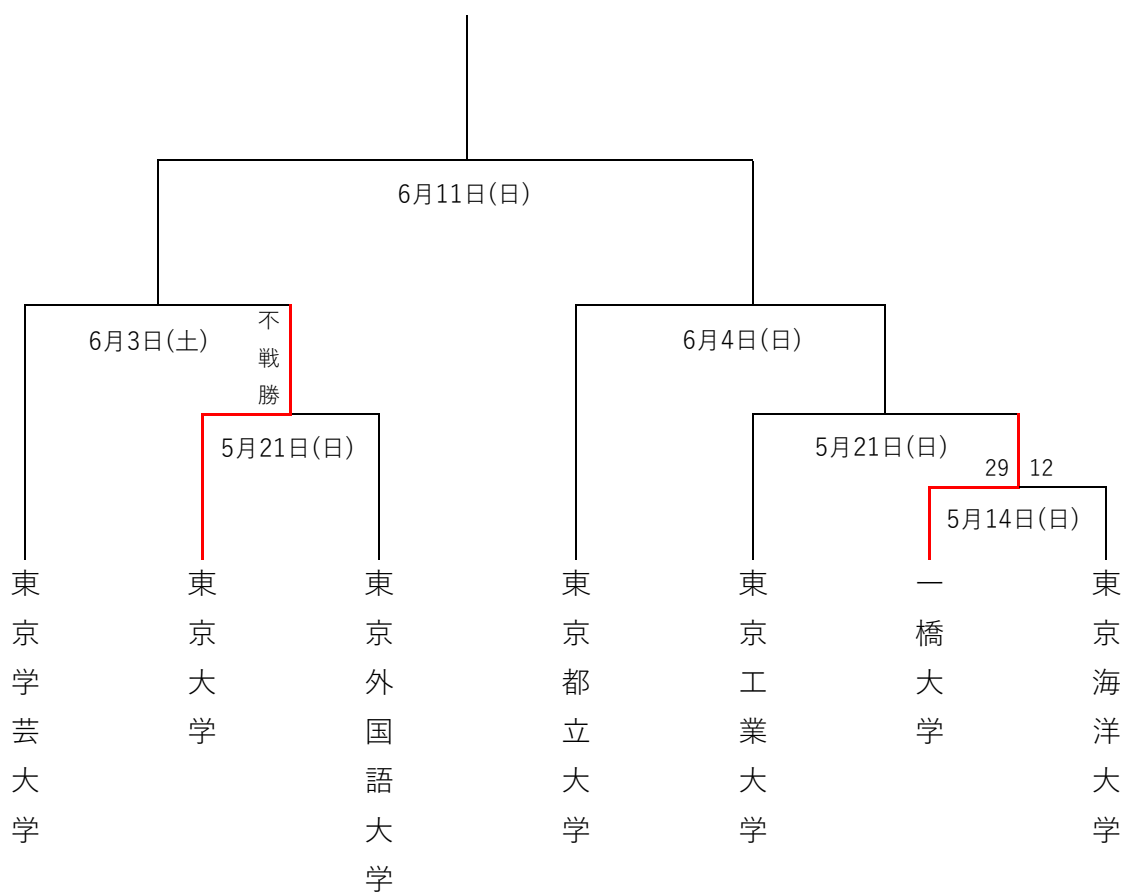 6月11日(日)
6月3日(土)
不戦勝
6月4日(日)
5月21日(日)
5月21日(日)
29 12
5月14日(日)
東京学芸大学
東京大学
東京外国語大学
東京都立大学
東京工業大学
一橋大学
東京海洋大学